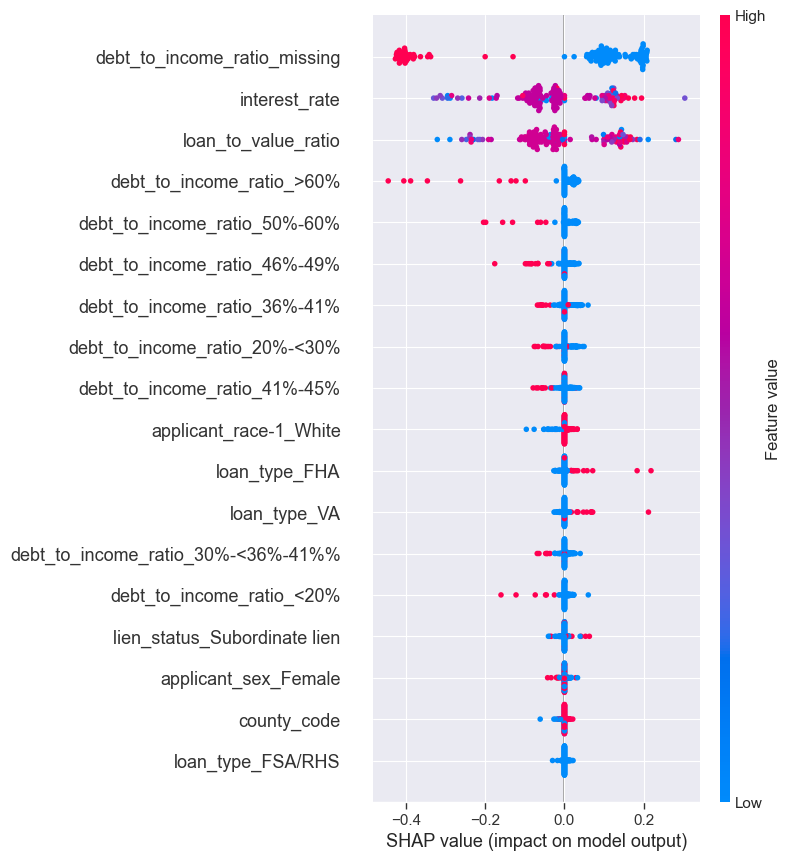 High
debt_to_income_ratio_missing
interest_rate
loan_to_value_ratio
debt_to_income_ratio_>60%
debt_to_income_ratio_50%-60%
debt_to_income_ratio_46%-49%
debt_to_income_ratio_36%-41%
debt_to_income_ratio_20%-<30%
debt_to_income_ratio_41%-45%
applicant_race-1_White
loan_type_FHA
loan_type_VA
debt_to_income_ratio_30%-<36%-41%%
debt_to_income_ratio_<20%
lien_status_Subordinate lien
applicant_sex_Female
county_code
loan_type_FSA/RHS
Feature value
Low
−0.4 −0.2 0.0 0.2
SHAP value (impact on model output)